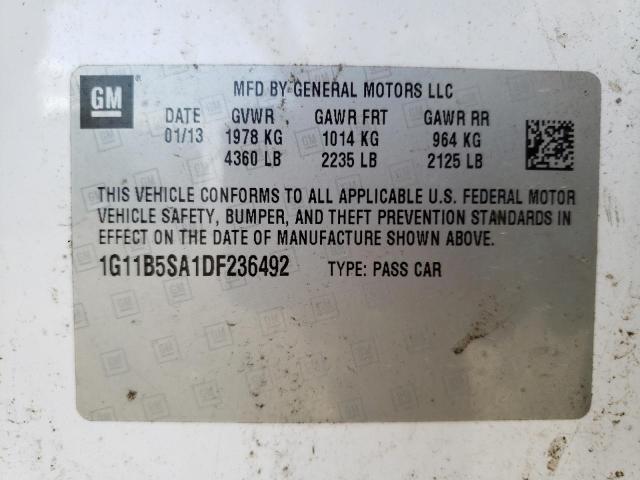 GM
MFD BY GENERAL MOTORS LLC
DATE GVWR GAWR FRT GAWR RR
01/13 1978 KG 1014 KG 964 KG
4360 LB 2235 LB 2125 LB
THIS VEHICLE CONFORMS TO ALL APPLICABLE U.S. FEDERAL MOTOR
VEHICLE SAFETY, BUMPER, AND THEFT PREVENTION STANDARDS IN
EFFECT ON THE DATE OF MANUFACTURE SHOWN ABOVE.
1G11B5SA1DF236492 TYPE: PASS CAR